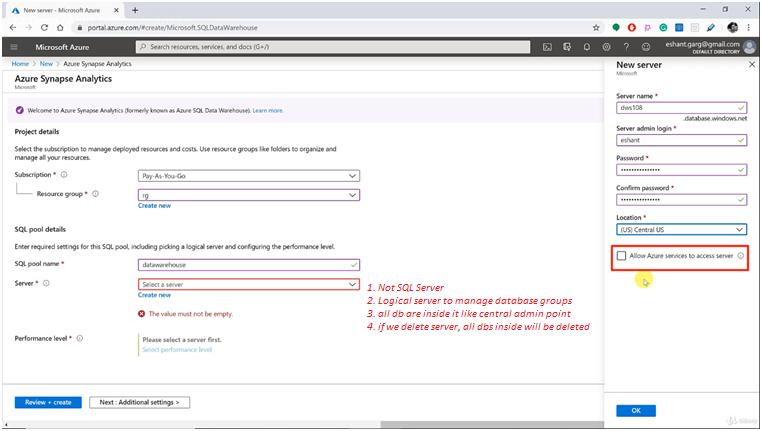 New server - Microsoft Azure
portal.azure.com/#create/Microsoft.SQLDataWarehouse
Microsoft Azure
Search resources, services, and docs (G+/)
eshant.garg@gmail.com
DEFAULT DIRECTORY
Home > New > Azure Synapse Analytics
Azure Synapse Analytics
Microsoft
Welcome to Azure Synapse Analytics (formerly known as Azure SQL Data Warehouse) Learn more.
Project details
Select the subscription to manage deployed resources and costs. Use resource groups like folders to organize and
manage all your resources.
Subscription *
Pay-As-You-Go
Resource group *
rg
Create new
SQL pool details
Enter required settings for this SQL pool, including picking a logical server and configuring the performance level.
SQL pool name *
datawarehouse
Server *
Select a server
Create new
The value must not be empty.
Performance level *
Please select a server first.
Select performance level
1. Not SQL Server
2. Logical server to manage database groups
3. all db are inside it like central admin point
4. if we delete server, all dbs inside will be deleted
Review + create
Next : Additional settings >
New server
Microsoft
Server name *
dws108
.database.windows.net
Server admin login *
eshant
Password *
Confirm password *
Location *
(US) Central US
Allow Azure services to access server
OK